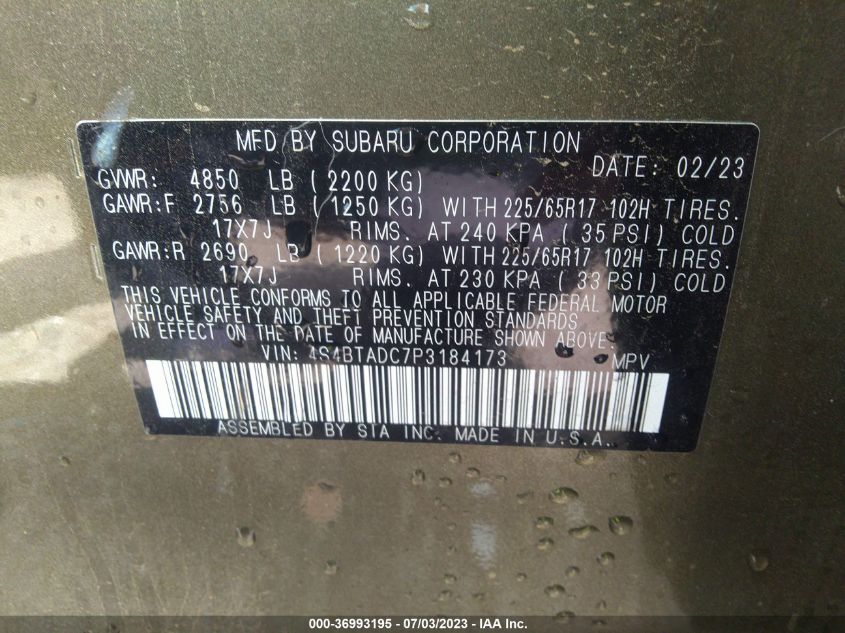 MFD BY SUBARU CORPORATION
DATE: 02/23
GVWR: 4850 LB (2200 KG)
GAWR:F 2756 LB (1250 KG) WITH 225/65R17 102H TIRES.
17X7J RIMS. AT 240 KPA (35 PSI) COLD
GAWR:R 2690 LB (1220 KG) WITH 225/65R17 102H TIRES.
17X7J RIMS. AT 230 KPA (33 PSI) COLD
THIS VEHICLE CONFORMS TO ALL APPLICABLE FEDERAL MOTOR
VEHICLE SAFETY AND THEFT PREVENTION STANDARDS
IN EFFECT ON THE DATE OF MANUFACTURE SHOWN ABOVE.
VIN: 4S4BTADC7P3184173 MPV
ASSEMBLED BY SIA INC. MADE IN U.S.A.
000-36993195 - 07/03/2023 - IAA Inc.